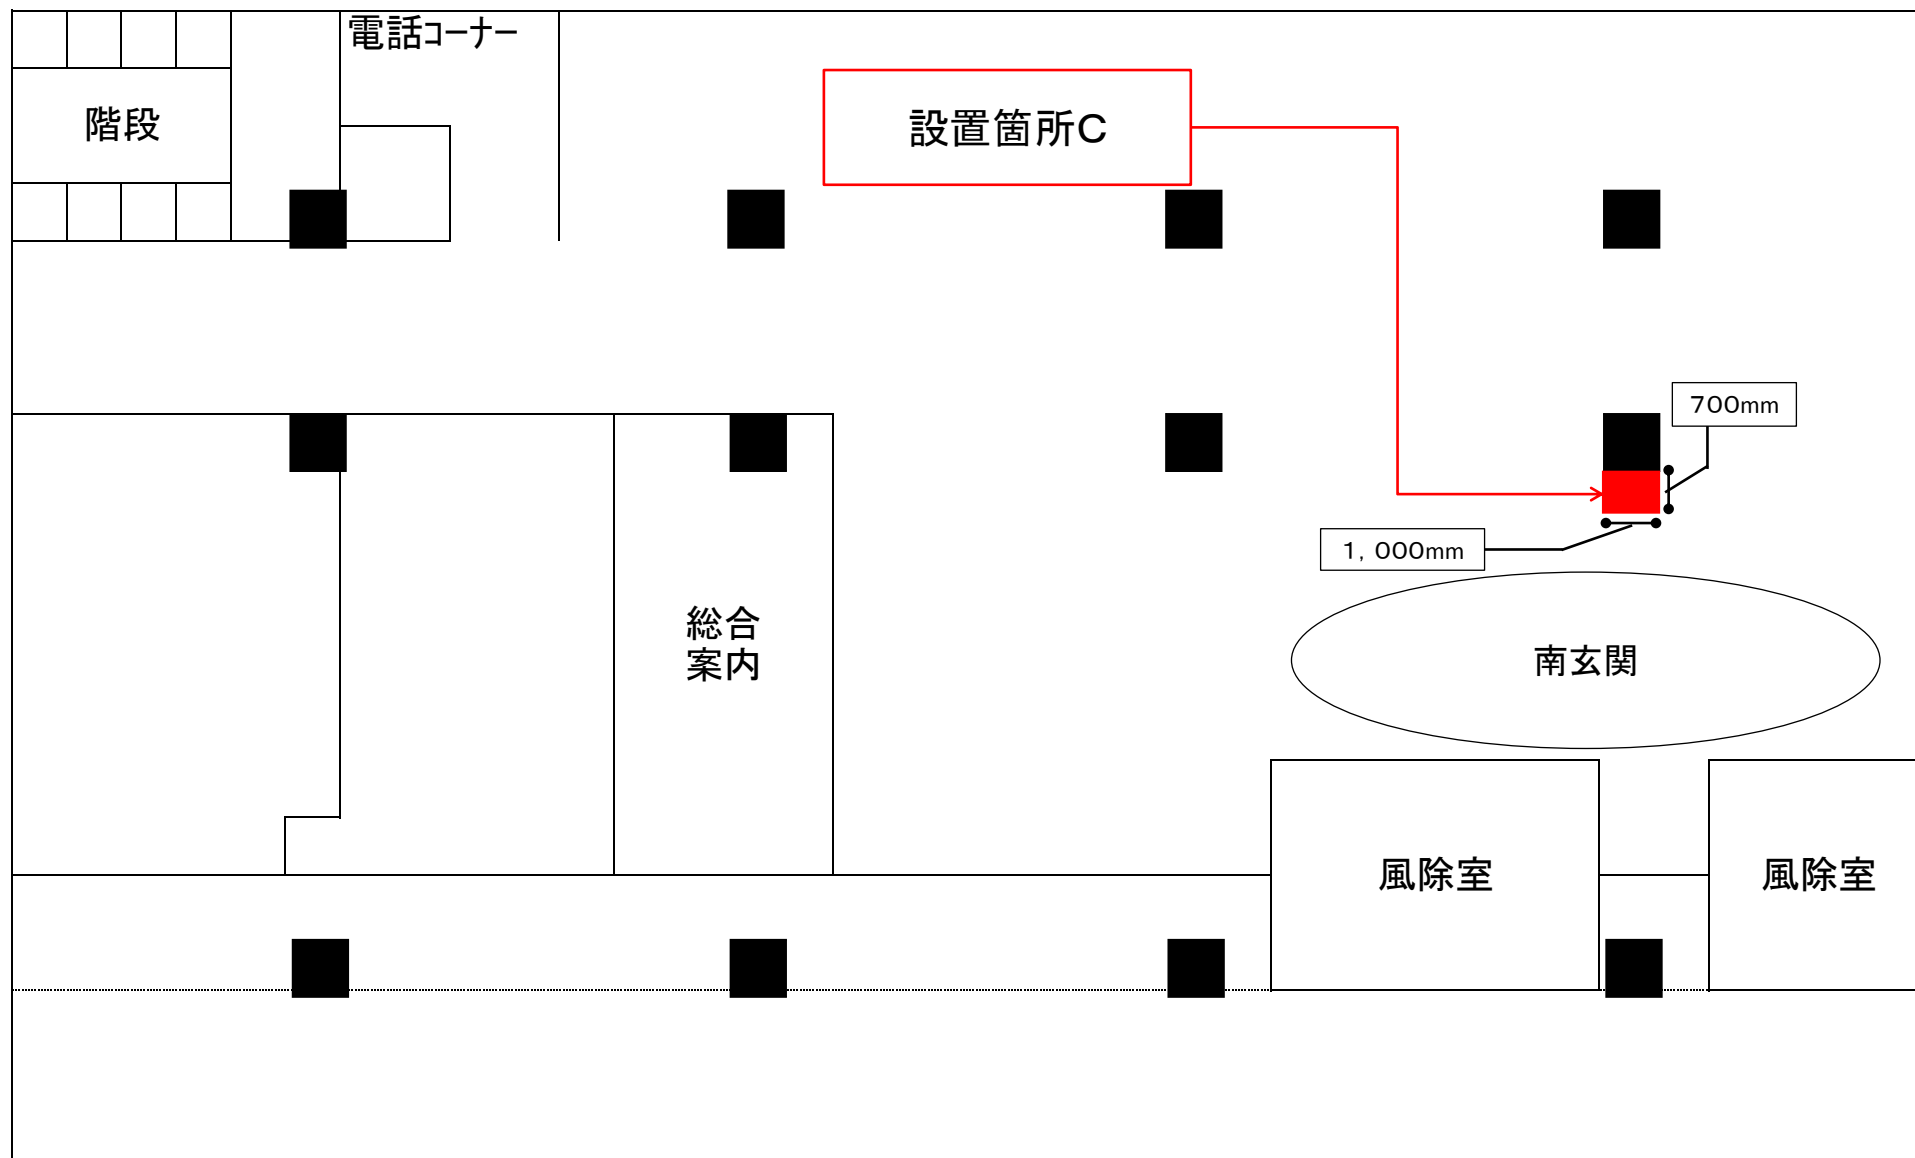 電話コーナー
階段
設置箇所C
700mm
1,000mm
総合
案内
南玄関
風除室
風除室